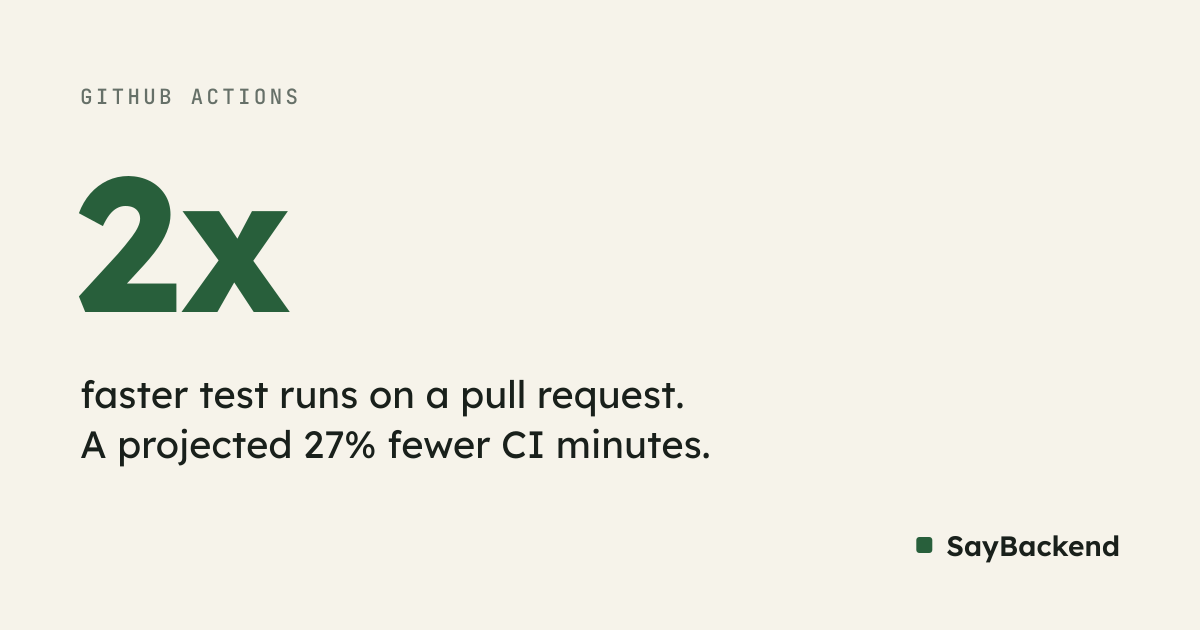 GITHUB ACTIONS
2x
faster test runs on a pull request.
A projected 27% fewer CI minutes.
SayBackend